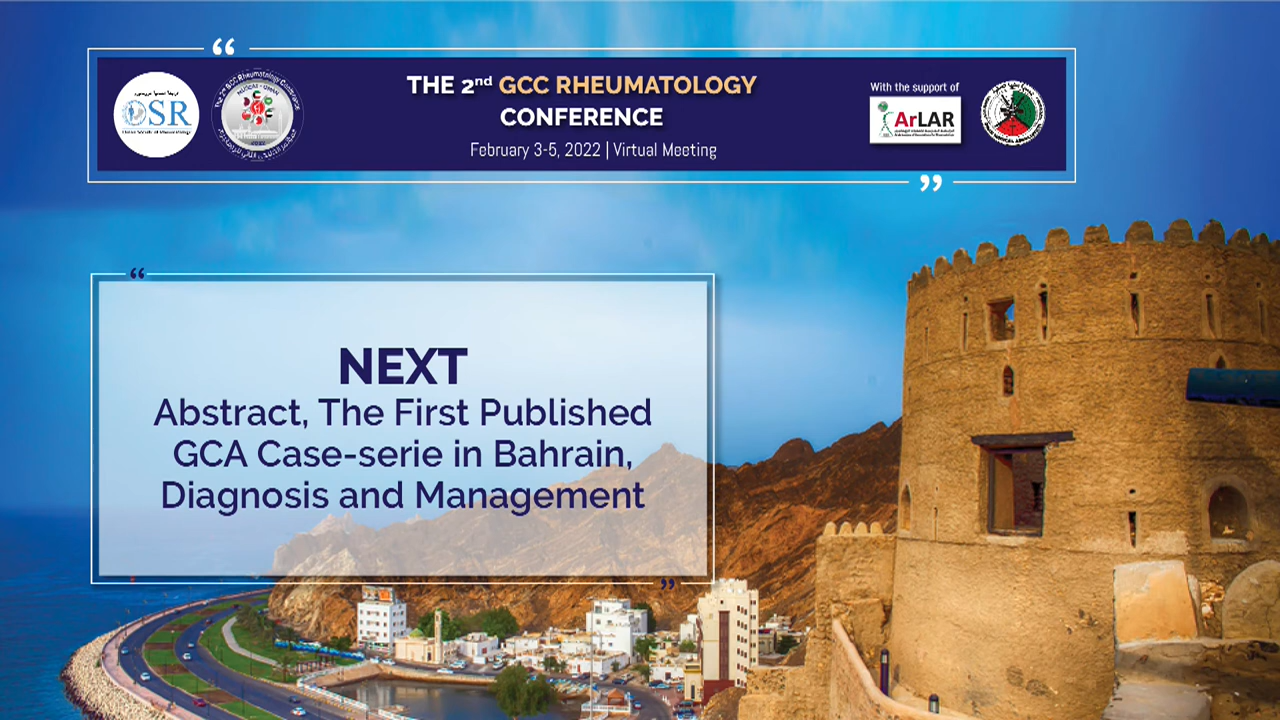 THE 2nd GCC RHEUMATOLOGY
CONFERENCE
February 3-5, 2022 | Virtual Meeting
With the support of
OSR
ArLAR
NEXT
Abstract, The First Published
GCA Case-serie in Bahrain,
Diagnosis and Management